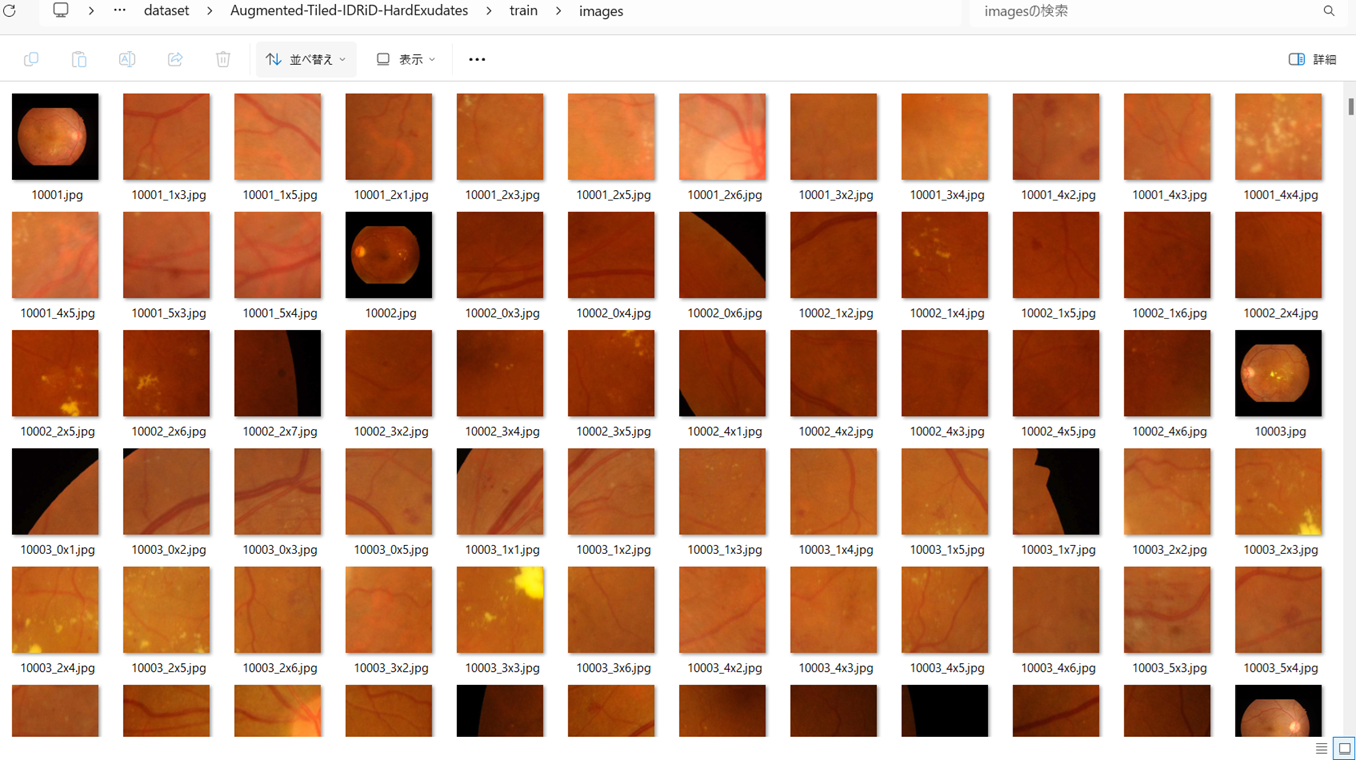 dataset > Augmented-Tiled-IDRiD-HardExudates > train > images
imagesの検索
並べ替え
表示
詳細
10001.jpg 10001_1x3.jpg 10001_1x5.jpg 10001_2x1.jpg 10001_2x3.jpg 10001_2x5.jpg 10001_2x6.jpg 10001_3x2.jpg 10001_3x4.jpg 10001_4x2.jpg 10001_4x3.jpg 10001_4x4.jpg
10001_4x5.jpg 10001_5x3.jpg 10001_5x4.jpg 10002.jpg 10002_0x3.jpg 10002_0x4.jpg 10002_0x6.jpg 10002_1x2.jpg 10002_1x4.jpg 10002_1x5.jpg 10002_1x6.jpg 10002_2x4.jpg
10002_2x5.jpg 10002_2x6.jpg 10002_2x7.jpg 10002_3x2.jpg 10002_3x4.jpg 10002_3x5.jpg 10002_4x1.jpg 10002_4x2.jpg 10002_4x3.jpg 10002_4x5.jpg 10002_4x6.jpg 10003.jpg
10003_0x1.jpg 10003_0x2.jpg 10003_0x3.jpg 10003_0x5.jpg 10003_1x1.jpg 10003_1x2.jpg 10003_1x3.jpg 10003_1x4.jpg 10003_1x5.jpg 10003_1x7.jpg 10003_2x2.jpg 10003_2x3.jpg
10003_2x4.jpg 10003_2x5.jpg 10003_2x6.jpg 10003_3x2.jpg 10003_3x3.jpg 10003_3x6.jpg 10003_4x2.jpg 10003_4x3.jpg 10003_4x5.jpg 10003_4x6.jpg 10003_5x3.jpg 10003_5x4.jpg